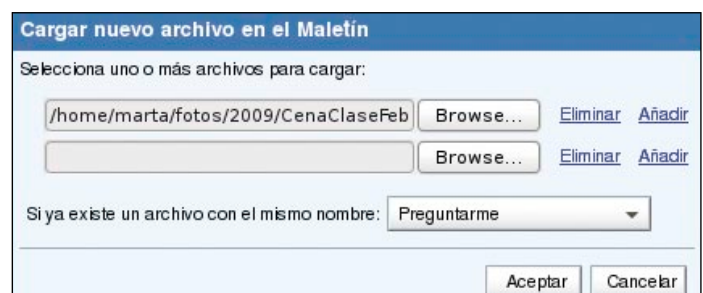 Cargar nuevo archivo en el Maletín
Selecciona uno o más archivos para cargar:
/home/marta/fotos/2009/CenaClaseFeb Browse... Eliminar Añadir
Browse... Eliminar Añadir
Si ya existe un archivo con el mismo nombre: Preguntarme
Aceptar Cancelar